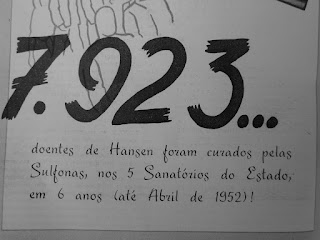 7.923...
doentes de Hansen foram curados pelas
Sulfonas, nos 5 Sanatórios do Estado,
em 6 anos (até Abril de 1952)!